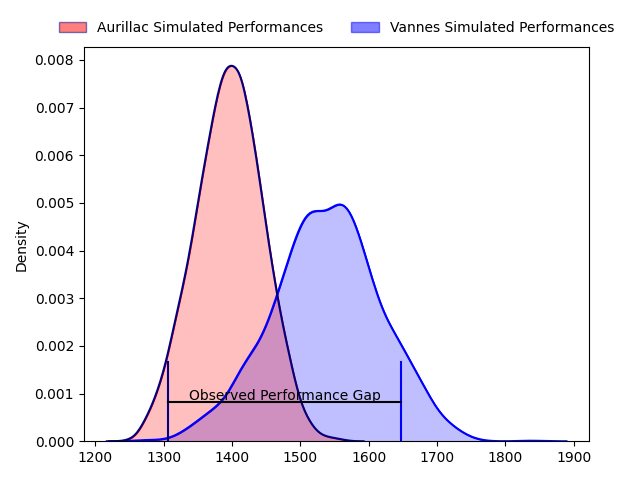 Aurillac Simulated Performances Vannes Simulated Performances
0.008
0.007
0.006
0.005
0.004
0.003
0.002
0.001
0.000
Density
Observed Performance Gap
1200 1300 1400 1500 1600 1700 1800 1900